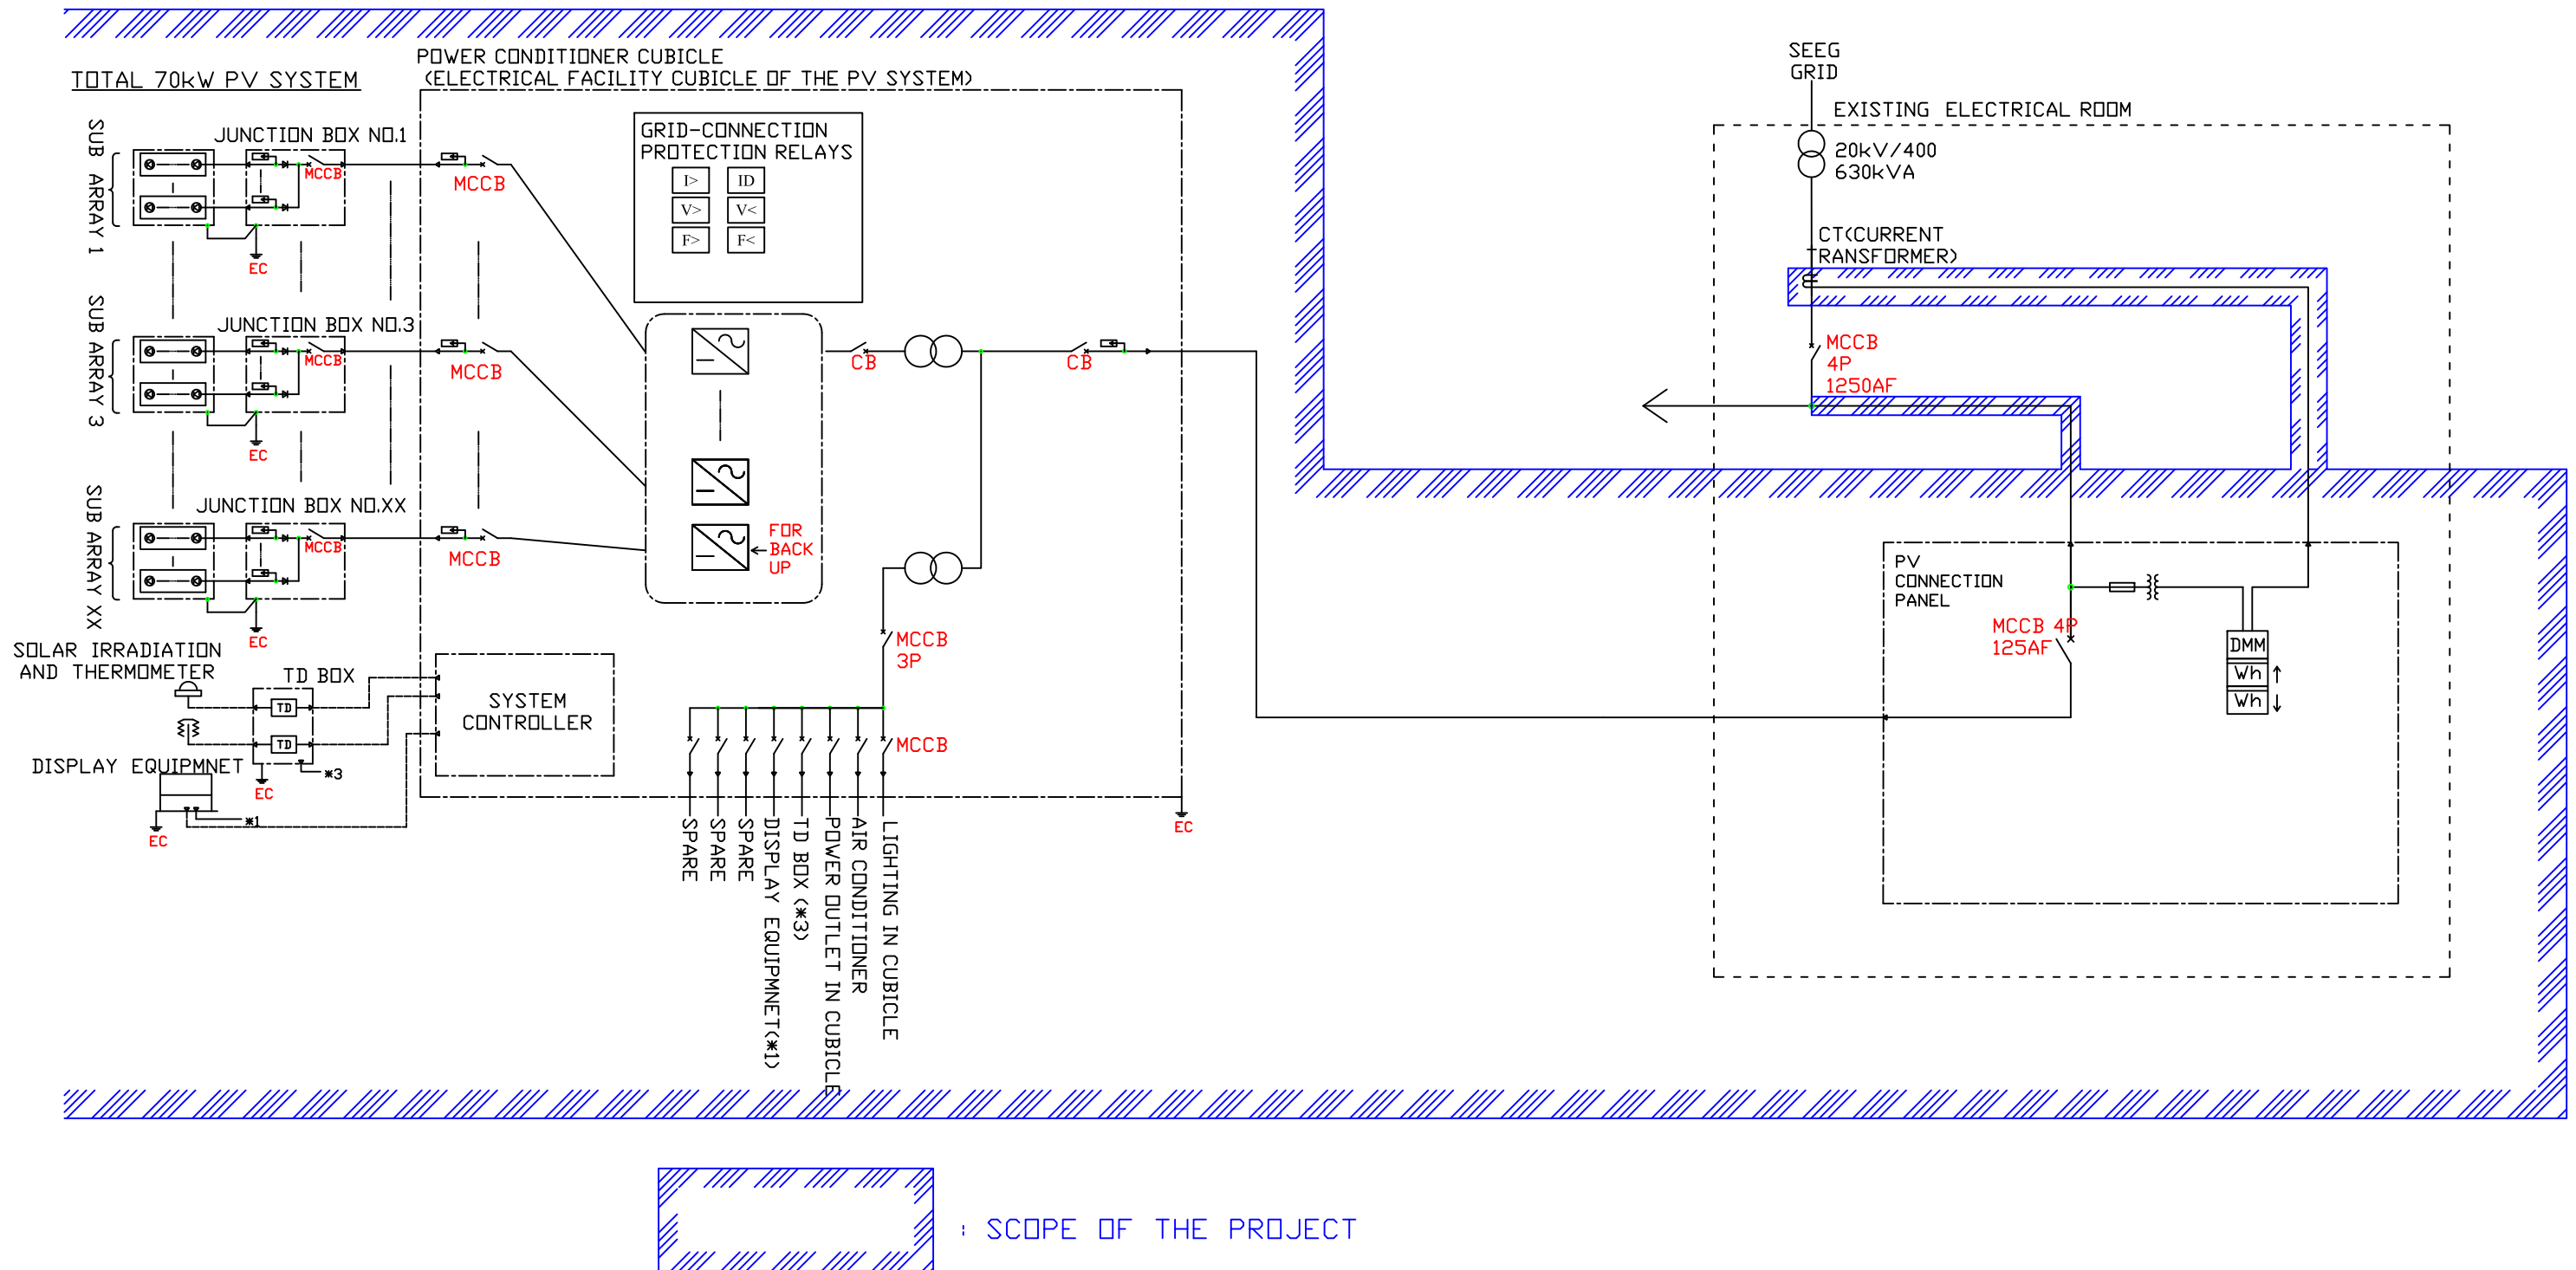 POWER CONDITIONER CUBICLE
(ELECTRICAL FACILITY CUBICLE OF THE PV SYSTEM)
TOTAL 70kW PV SYSTEM
SUB ARRAY 1
JUNCTION BOX NO.1
MCCB
EC
MCCB
SUB ARRAY 3
JUNCTION BOX NO.3
MCCB
EC
MCCB
SUB ARRAY XX
JUNCTION BOX NO.XX
MCCB
EC
MCCB
GRID-CONNECTION
PROTECTION RELAYS
I> ID
V> V<
F> F<
FOR
BACK
UP
CB
CB
MCCB
3P
MCCB
SOLAR IRRADIATION
AND THERMOMETER
TD BOX
TD
TD
*3
EC
DISPLAY EQUIPMNET
*1
EC
SYSTEM
CONTROLLER
SPARE
SPARE
SPARE
DISPLAY EQUIPMNET(*1)
TD BOX (*3)
POWER OUTLET IN CUBICLE
AIR CONDITIONER
LIGHTING IN CUBICLE
EC
SEEG
GRID
EXISTING ELECTRICAL ROOM
20kV/400
630kVA
CT(CURRENT
TRANSFORMER)
MCCB
4P
1250AF
PV
CONNECTION
PANEL
MCCB 4P
125AF
DMM
Wh
Wh
: SCOPE OF THE PROJECT